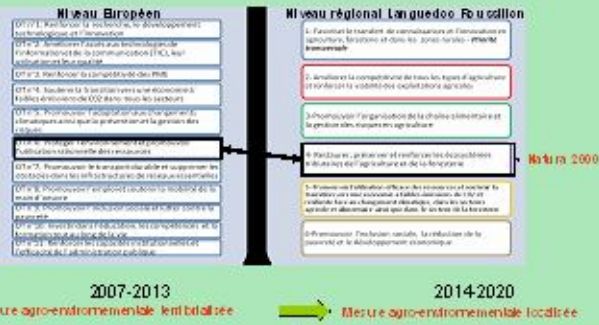 Niveau Européen
OT n°1. Renforcer la recherche, le développement
technologique et l'innovation
OT n°2. Améliorer l'accès aux technologies de
l'information et de la communication (TIC), leur
utilisation et leur qualité
OT n°3. Renforcer la compétitivité des PME
OT n°4. Soutenir la transition vers une économie à
faibles émissions de CO2 dans tous les secteurs
OT n°5. Promouvoir l'adaptation aux changements
climatiques ainsi que la prévention et la gestion des
risques
OT n°6. Protéger l'environnement et promouvoir
l'utilisation rationnelle des ressources
OT n°7. Promouvoir le transport durable et supprimer les
obstacles dans les infrastructures de réseaux essentielles
OT n°8. Promouvoir l'emploi et soutenir la mobilité de la
main d'œuvre
OT n°9. Promouvoir l'inclusion sociale et lutter contre la
pauvreté
OT n°10. Investir dans l'éducation, les compétences et la
formation tout au long de la vie
OT n°11. Renforcer les capacités institutionnelles et
l'efficacité de l'administration publique
Niveau régional Languedoc Roussillon
1- Favoriser le transfert de connaissances et l'innovation en
agriculture, foresterie et dans les zones rurales - Priorité
transversale
2- Améliorer la compétitivité de tous les types d'agriculture
et renforcer la viabilité des exploitations agricoles
3-Promouvoir l'organisation de la chaîne alimentaire et
la gestion des risques en agriculture
4- Restaurer, préserver et renforcer les écosystèmes
tributaires de l'agriculture et de la foresterie
5- Promouvoir l'utilisation efficace des ressources et soutenir la
transition vers une économie à faibles émissions de CO2 et
résiliente face au changement climatique, dans les secteurs
agricole et alimentaire ainsi que dans le secteur de la foresterie
6-Promouvoir l'inclusion sociale, la réduction de la
pauvreté et le développement économique
Natura 2000
2007-2013
2014-2020
ure agro-environnementale territorialisée
Mesure agro-environnementale localisée